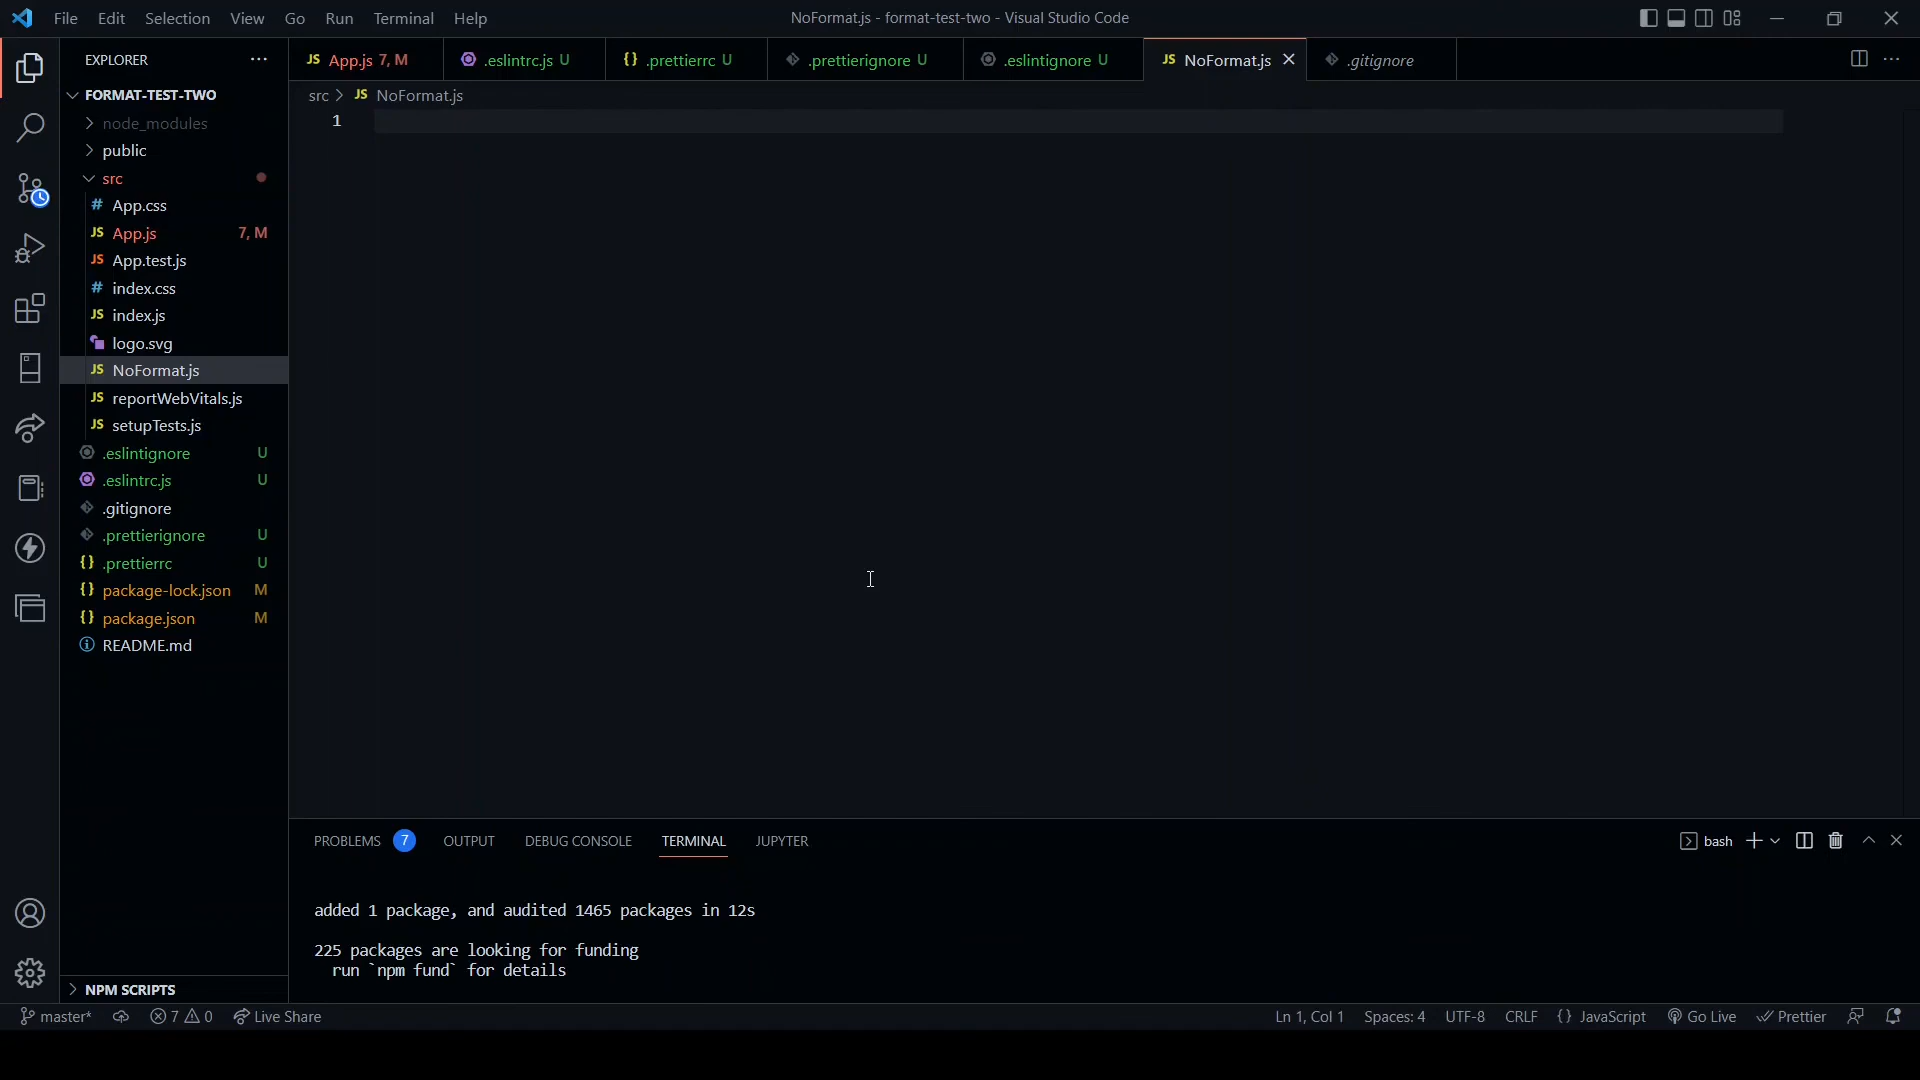 File Edit Selection View Go Run Terminal Help
NoFormat.js - format-test-two - Visual Studio Code
EXPLORER
JS App.js 7, M
.eslintrc.js U
{} .prettierrc U
.prettierignore U
.eslintignore U
JS NoFormat.js
.gitignore
FORMAT-TEST-TWO
src > JS NoFormat.js
1
node_modules
public
src
# App.css
JS App.js 7, M
JS App.test.js
# index.css
JS index.js
logo.svg
JS NoFormat.js
JS reportWebVitals.js
JS setupTests.js
.eslintignore U
.eslintrc.js U
.gitignore
.prettierignore U
{} .prettierrc U
{} package-lock.json M
{} package.json M
README.md
NPM SCRIPTS
PROBLEMS 7 OUTPUT DEBUG CONSOLE TERMINAL JUPYTER
bash
added 1 package, and audited 1465 packages in 12s
225 packages are looking for funding
run `npm fund` for details
master* 7 0 Live Share
Ln 1, Col 1 Spaces: 4 UTF-8 CRLF {} JavaScript Go Live Prettier